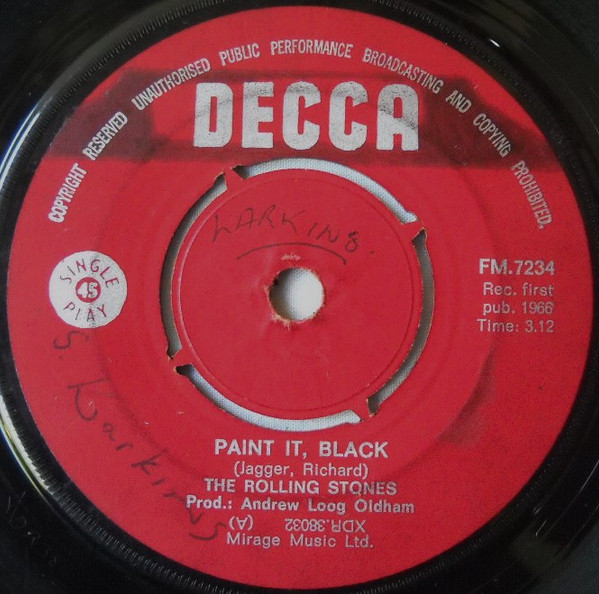 COPYRIGHT RESERVED UNAUTHORISED PUBLIC PERFORMANCE BROADCASTING AND COPYING PROHIBITED.
DECCA
LARKINS.
SINGLE
45
PLAY
FM.7234
Rec. first
pub. 1966
Time: 3.12
S. Larkins
PAINT IT, BLACK
(Jagger, Richard)
THE ROLLING STONES
Prod.: Andrew Loog Oldham
XDR.38032 (A)
Mirage Music Ltd.